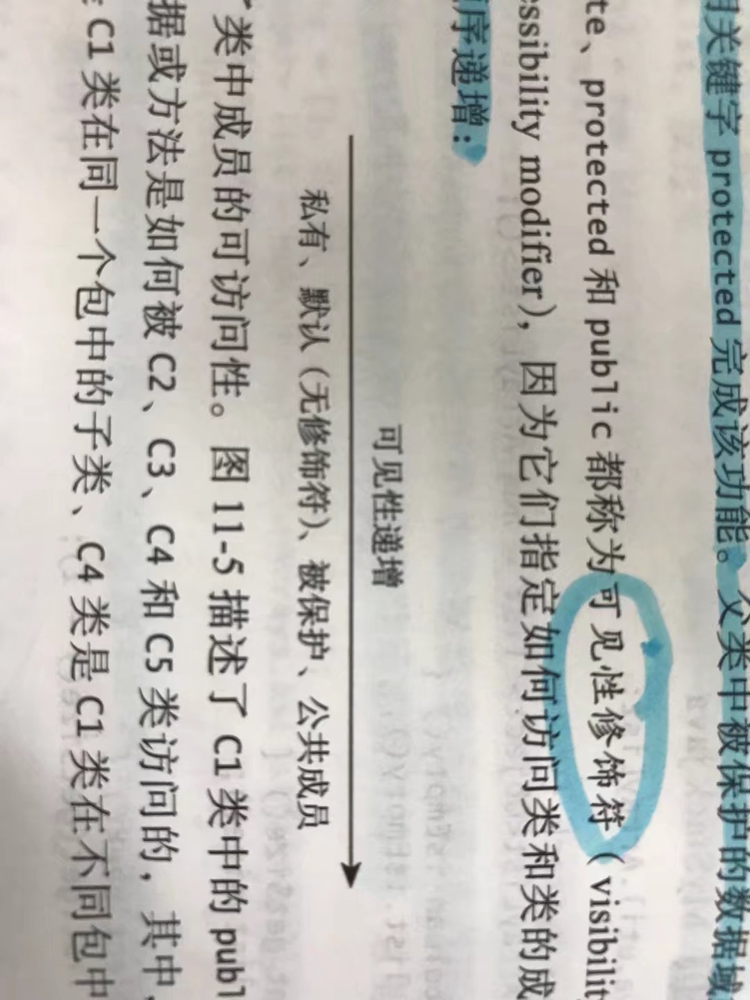 关键字 protected 完成该功能。父类中被保护的数据域
te、protected 和 public 都称为可见性修饰符（visibilit
essibility modifier），因为它们指定如何访问类和类的成
序递增：
可见性递增
私有、默认（无修饰符）、被保护、公共成员
类中成员的可访问性。图 11-5 描述了 C1 类中的 publ
据或方法是如何被 C2、C3、C4 和 C5 类访问的，其中，
C1 类在同一个包中的子类、C4 类是 C1 类在不同包中